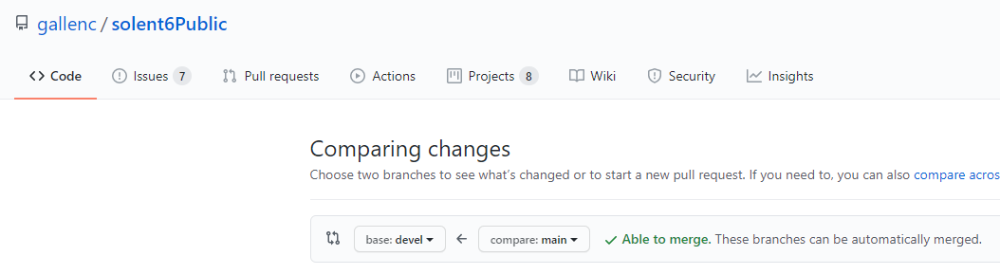 gallenc / solent6Public
Code Issues 7 Pull requests Actions Projects 8 Wiki Security Insights
Comparing changes
Choose two branches to see what's changed or to start a new pull request. If you need to, you can also compare acros
base: devel compare: main Able to merge. These branches can be automatically merged.